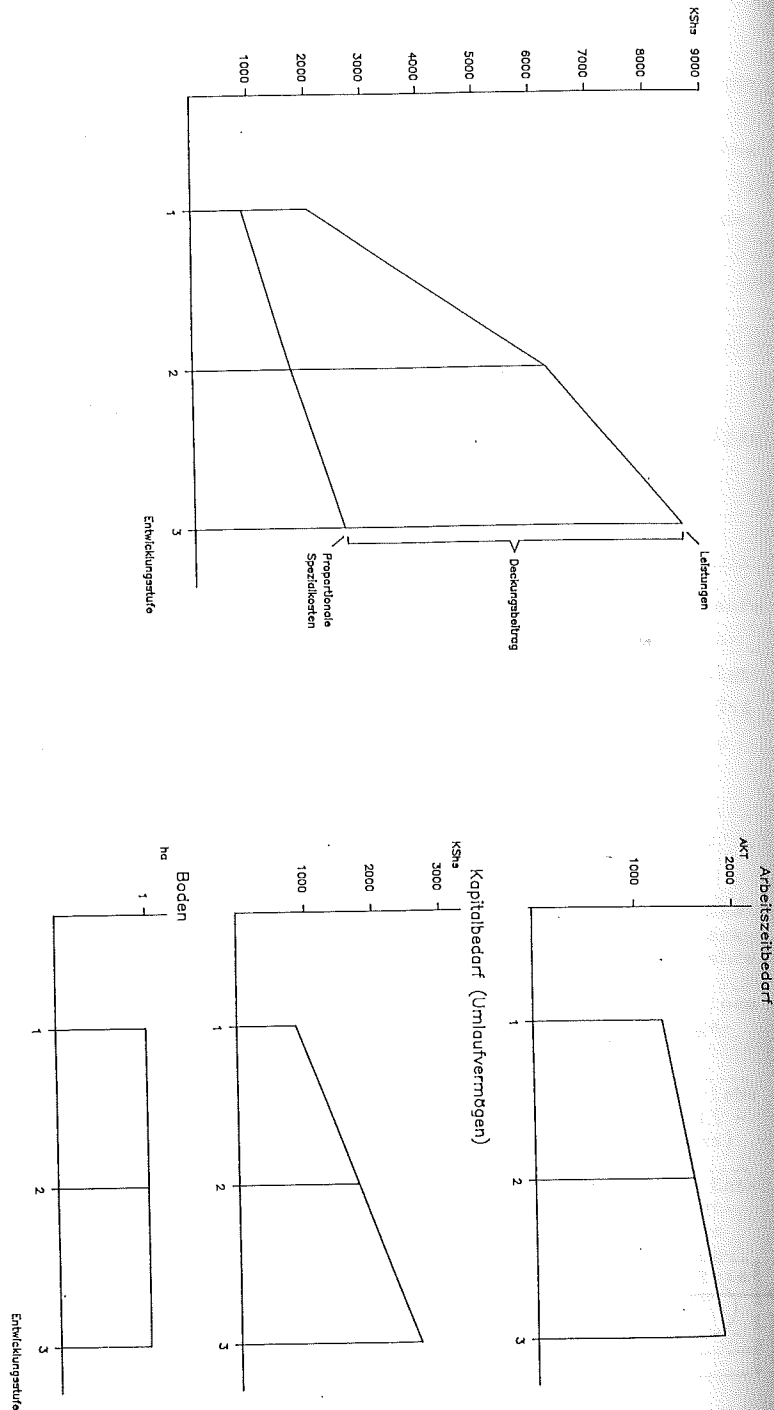 KShs
9000
8000
7000
6000
5000
4000
3000
2000
1000
1
2
3
Entwicklungsstufe
Leistungen
Deckungsbeitrag
Proportionale
Spezialkosten
Arbeitszeitbedarf
AKT
2000
1000
1
2
3
Kapitalbedarf (Umlaufvermögen)
KShs
3000
2000
1000
1
2
3
Boden
ha
1
1
2
3
Entwicklungsstufe